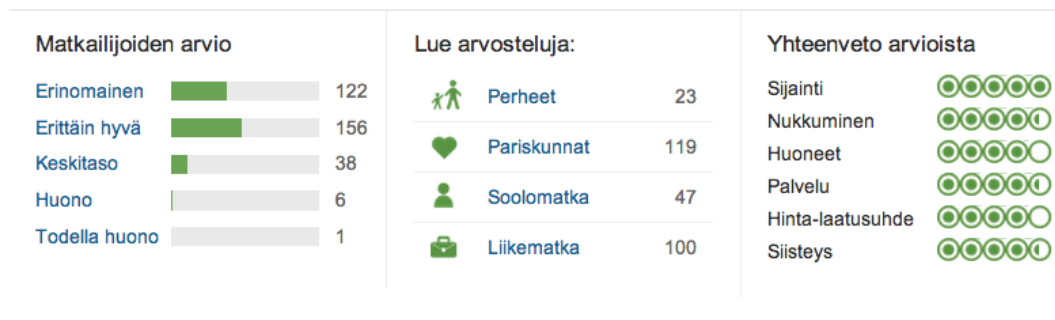 Matkailijoiden arvio
Erinomainen 122
Erittäin hyvä 156
Keskitaso 38
Huono 6
Todella huono 1
Lue arvosteluja:
Perheet 23
Pariskunnat 119
Soolomatka 47
Liikematka 100
Yhteenveto arvioista
Sijainti
Nukkuminen
Huoneet
Palvelu
Hinta-laatusuhde
Siisteys